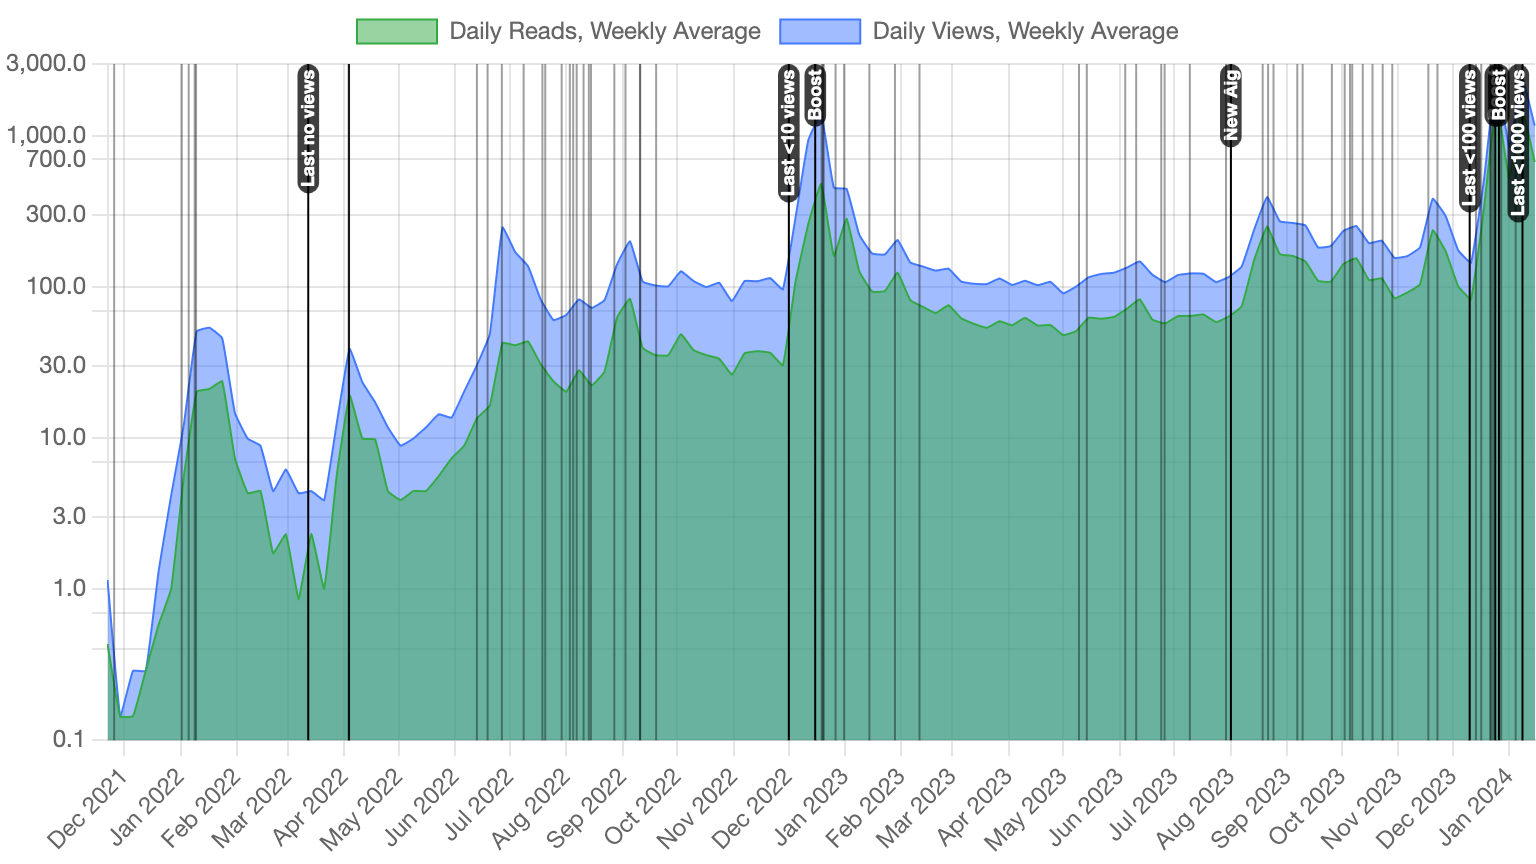 Daily Reads, Weekly Average
Daily Views, Weekly Average
3,000.0
1,000.0
700.0
300.0
100.0
30.0
10.0
3.0
1.0
0.1
Last no views
Last <10 views
Boost
New Aig
Last <100 views
Boost
Last <1000 views
Dec 2021
Jan 2022
Feb 2022
Mar 2022
Apr 2022
May 2022
Jun 2022
Jul 2022
Aug 2022
Sep 2022
Oct 2022
Nov 2022
Dec 2022
Jan 2023
Feb 2023
Mar 2023
Apr 2023
May 2023
Jun 2023
Jul 2023
Aug 2023
Sep 2023
Oct 2023
Nov 2023
Dec 2023
Jan 2024